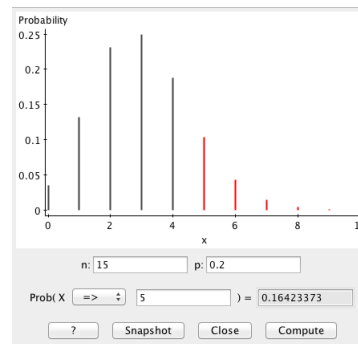 Probability
0.25
0.2
0.15
0.1
0.05
0
0 2 4 6 8 1
x
n: 15 p: 0.2
Prob( X => 5 ) = 0.16423373
? Snapshot Close Compute